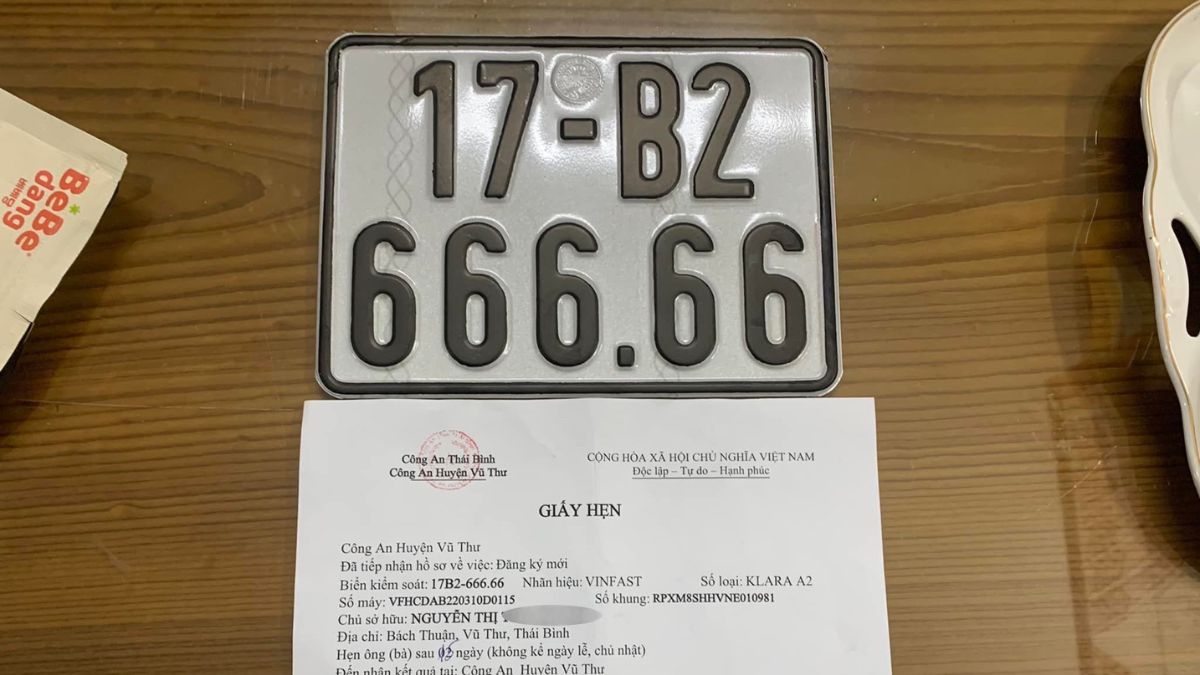 17-B2
666.66
BéBé
dang
Công An Thái Bình
Công An Huyện Vũ Thư
CỘNG HÒA XÃ HỘI CHỦ NGHĨA VIỆT NAM
Độc lập – Tự do – Hạnh phúc
GIẤY HẸN
Công An Huyện Vũ Thư
Đã tiếp nhận hồ sơ về việc: Đăng ký mới
Biển kiểm soát: 17B2-666.66 Nhãn hiệu: VINFAST Số loại: KLARA A2
Số máy: VFHCDAB220310D0115 Số khung: RPXM8SHHVNE010981
Chủ sở hữu: NGUYỄN THỊ
Địa chỉ: Bách Thuận, Vũ Thư, Thái Bình
Hẹn ông (bà) sau ngày (không kể ngày lễ, chủ nhật)
Đến nhận kết quả tại: Công An Huyện Vũ Thư